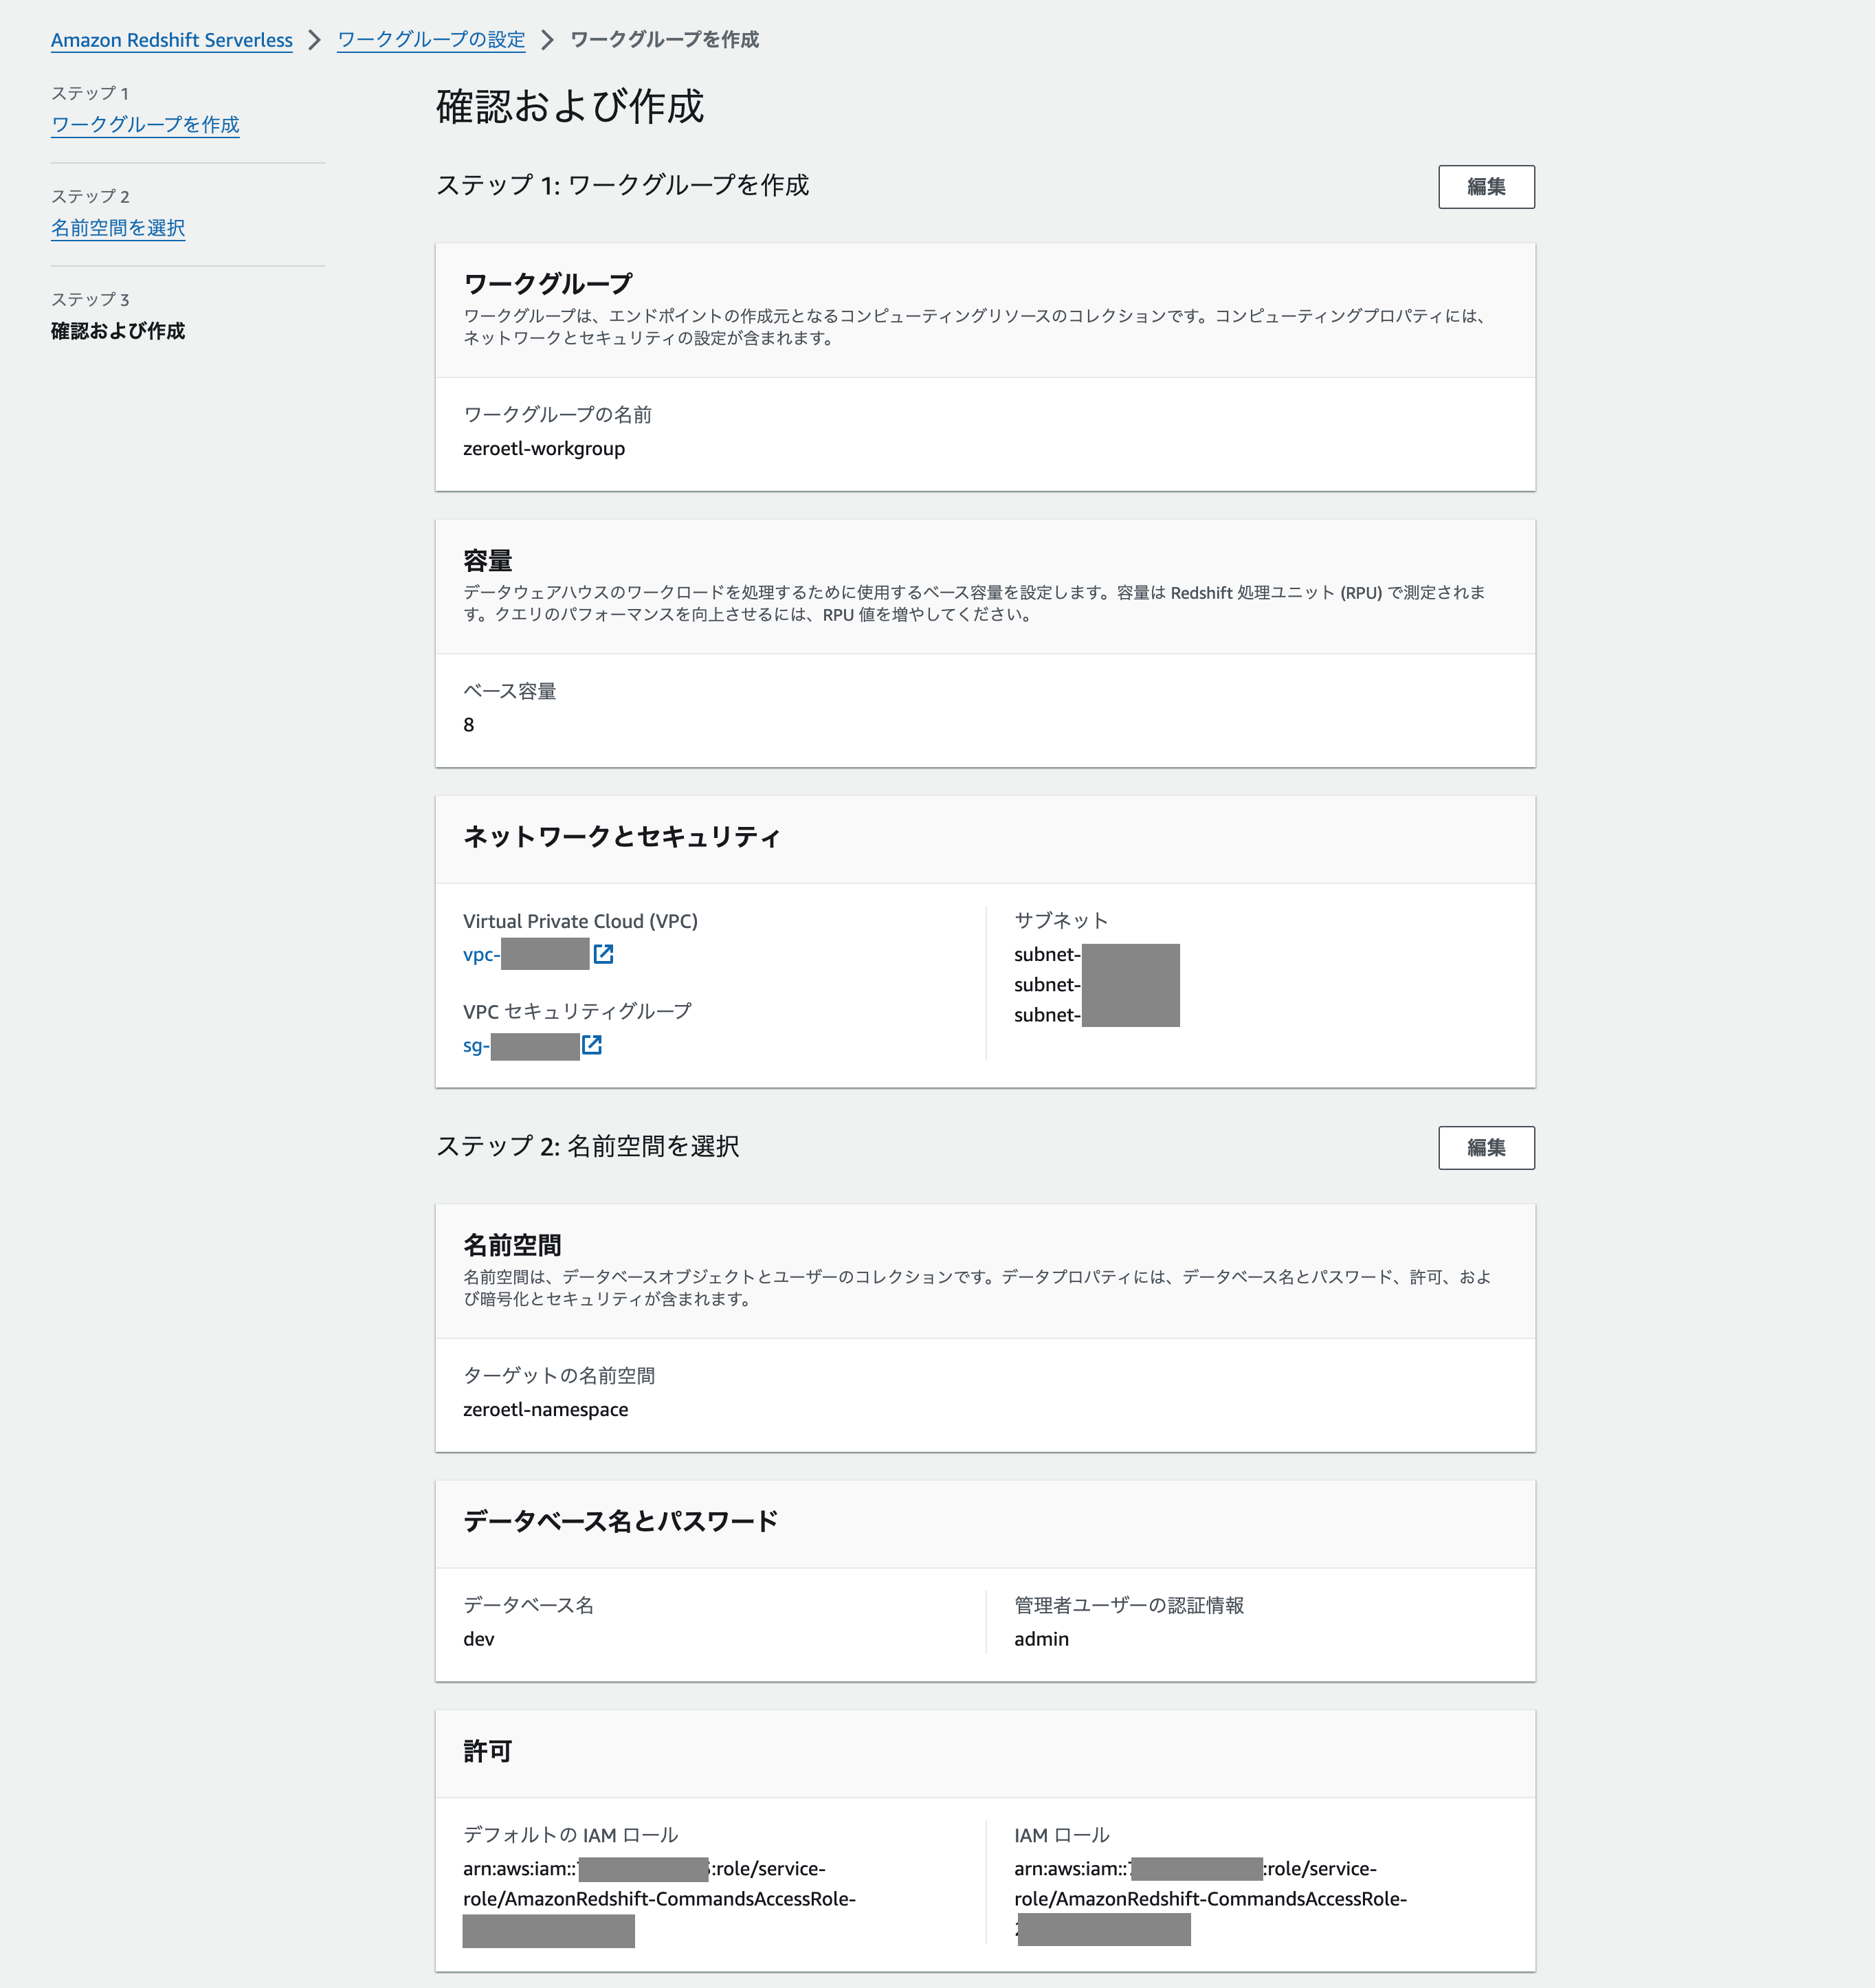 Amazon Redshift Serverless > ワークグループの設定 > ワークグループを作成
ステップ 1
ワークグループを作成
ステップ 2
名前空間を選択
ステップ 3
確認および作成
確認および作成
ステップ 1: ワークグループを作成
編集
ワークグループ
ワークグループは、エンドポイントの作成元となるコンピューティングリソースのコレクションです。コンピューティングプロパティには、
ネットワークとセキュリティの設定が含まれます。
ワークグループの名前
zeroetl-workgroup
容量
データウェアハウスのワークロードを処理するために使用するベース容量を設定します。容量は Redshift 処理ユニット (RPU) で測定されま
す。クエリのパフォーマンスを向上させるには、RPU 値を増やしてください。
ベース容量
8
ネットワークとセキュリティ
Virtual Private Cloud (VPC)
vpc-
VPC セキュリティグループ
sg-
サブネット
subnet-
subnet-
subnet-
ステップ 2: 名前空間を選択
編集
名前空間
名前空間は、データベースオブジェクトとユーザーのコレクションです。データプロパティには、データベース名とパスワード、許可、およ
び暗号化とセキュリティが含まれます。
ターゲットの名前空間
zeroetl-namespace
データベース名とパスワード
データベース名
dev
管理者ユーザーの認証情報
admin
許可
デフォルトの IAM ロール
arn:aws:iam:: :role/service-
role/AmazonRedshift-CommandsAccessRole-
IAM ロール
arn:aws:iam:: :role/service-
role/AmazonRedshift-CommandsAccessRole-